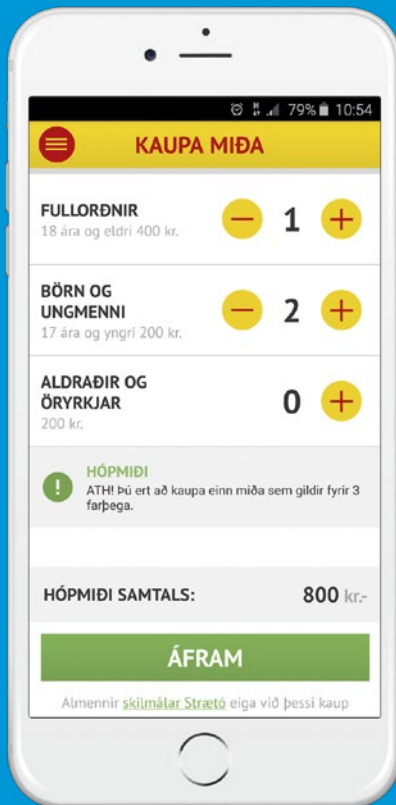 79% 10:54
KAUPA MIÐA
FULLORÐNIR
18 ára og eldri 400 kr.
1
BÖRN OG
UNGMENNI
17 ára og yngri 200 kr.
2
ALDRAÐIR OG
ÖRYRKJAR
200 kr.
0
HÓPMIÐI
ATH! Þú ert að kaupa einn miða sem gildir fyrir 3
farþega.
HÓPMIÐI SAMTALS: 800 kr.-
ÁFRAM
Almennir skilmálar Strætó eiga við þessi kaup